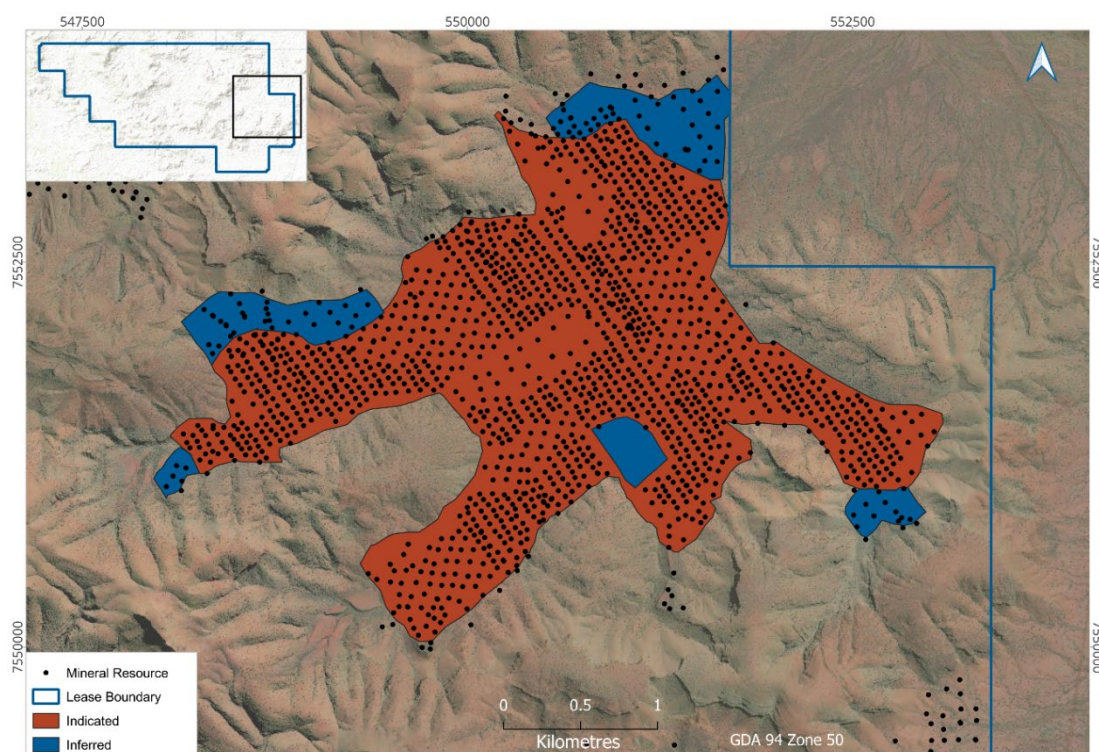 547500
550000
552500
7552500
7552500
7550000
7550000
Mineral Resource
Lease Boundary
Indicated
Inferred
0
0.5
1
Kilometres
GDA 94 Zone 50